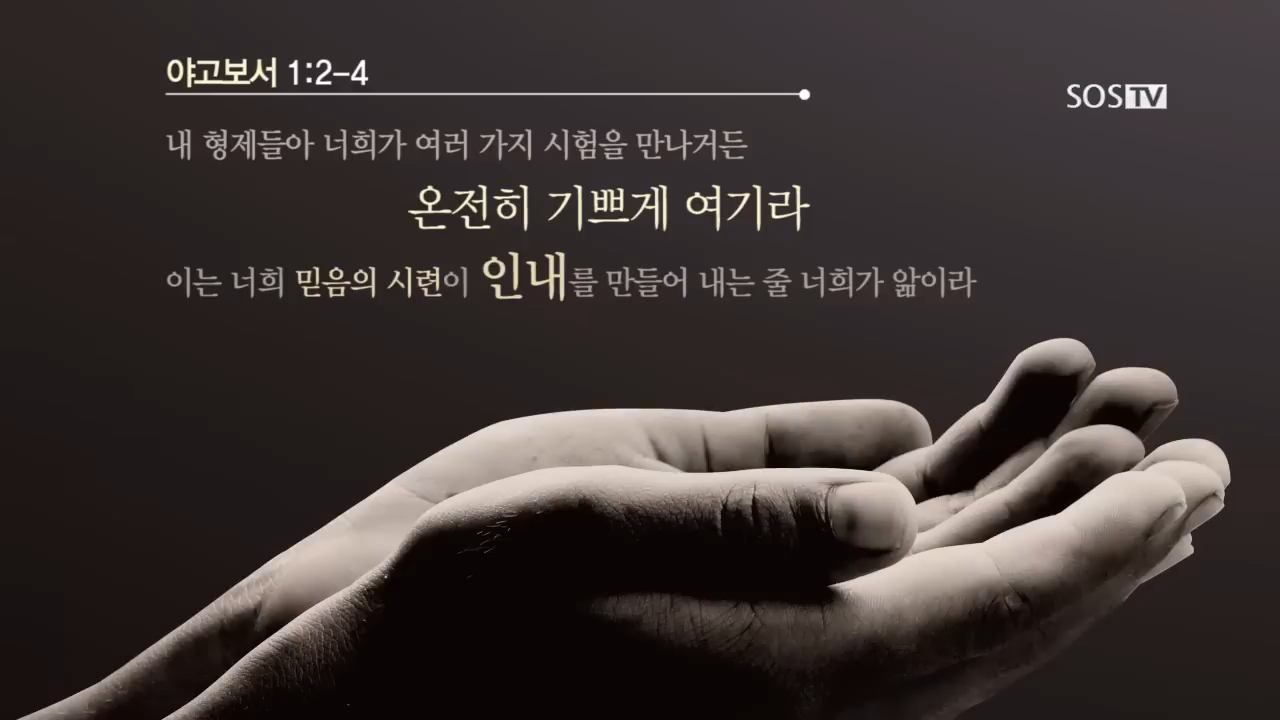 야고보서 1:2-4
SOSTV
내 형제들아 너희가 여러 가지 시험을 만나거든
온전히 기쁘게 여기라
이는 너희 믿음의 시련이 인내를 만들어 내는 줄 너희가 앎이라